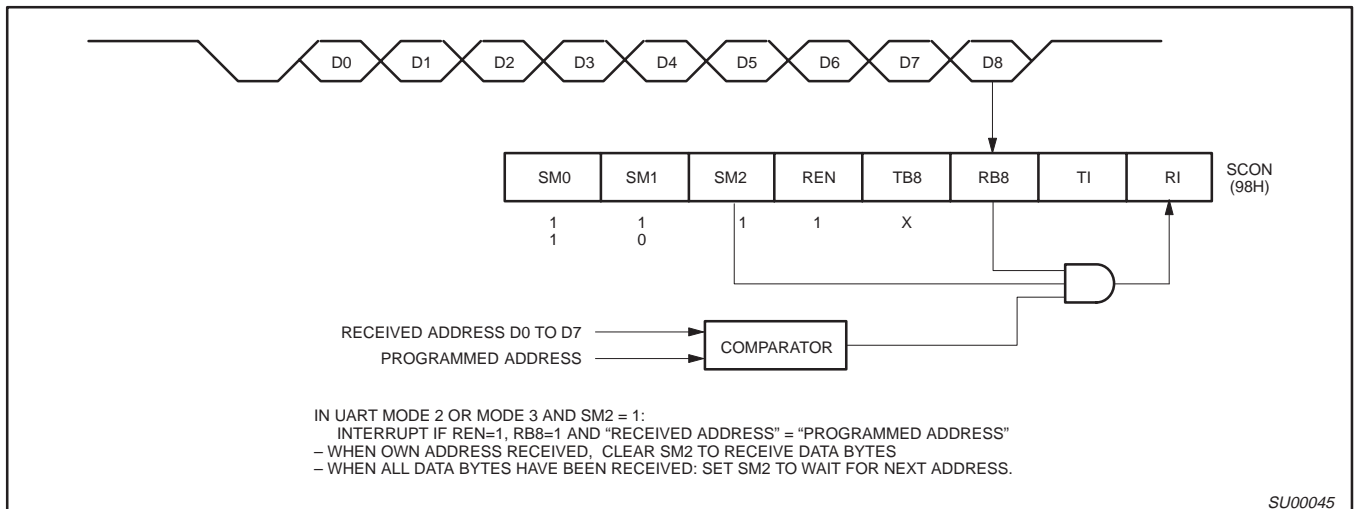 D0 D1 D2 D3 D4 D5 D6 D7 D8
SM0 SM1 SM2 REN TB8 RB8 TI RI
SCON
(98H)
1 1 1 1 X
1 0
RECEIVED ADDRESS D0 TO D7
PROGRAMMED ADDRESS
COMPARATOR
IN UART MODE 2 OR MODE 3 AND SM2 = 1:
INTERRUPT IF REN=1, RB8=1 AND “RECEIVED ADDRESS” = “PROGRAMMED ADDRESS”
– WHEN OWN ADDRESS RECEIVED, CLEAR SM2 TO RECEIVE DATA BYTES
– WHEN ALL DATA BYTES HAVE BEEN RECEIVED: SET SM2 TO WAIT FOR NEXT ADDRESS.
SU00045